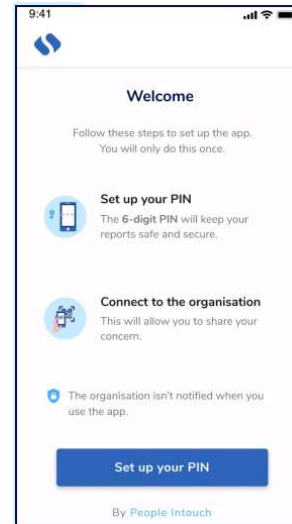 9:41
Welcome
Follow these steps to set up the app.
You will only do this once.
Set up your PIN
The 6-digit PIN will keep your
reports safe and secure.
Connect to the organisation
This will allow you to share your
concern.
The organisation isn't notified when you
use the app.
Set up your PIN
By People Intouch